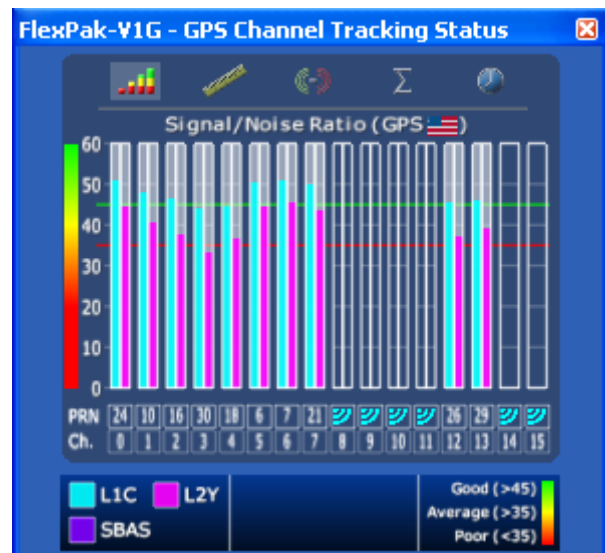 FlexPak-V1G - GPS Channel Tracking Status
Σ
Signal/Noise Ratio (GPS )
60
50
40
30
20
10
0
PRN 24 10 16 30 18 6 7 21 26 29
Ch. 0 1 2 3 4 5 6 7 8 9 10 11 12 13 14 15
L1C L2Y
SBAS
Good (>45)
Average (>35)
Poor (<35)